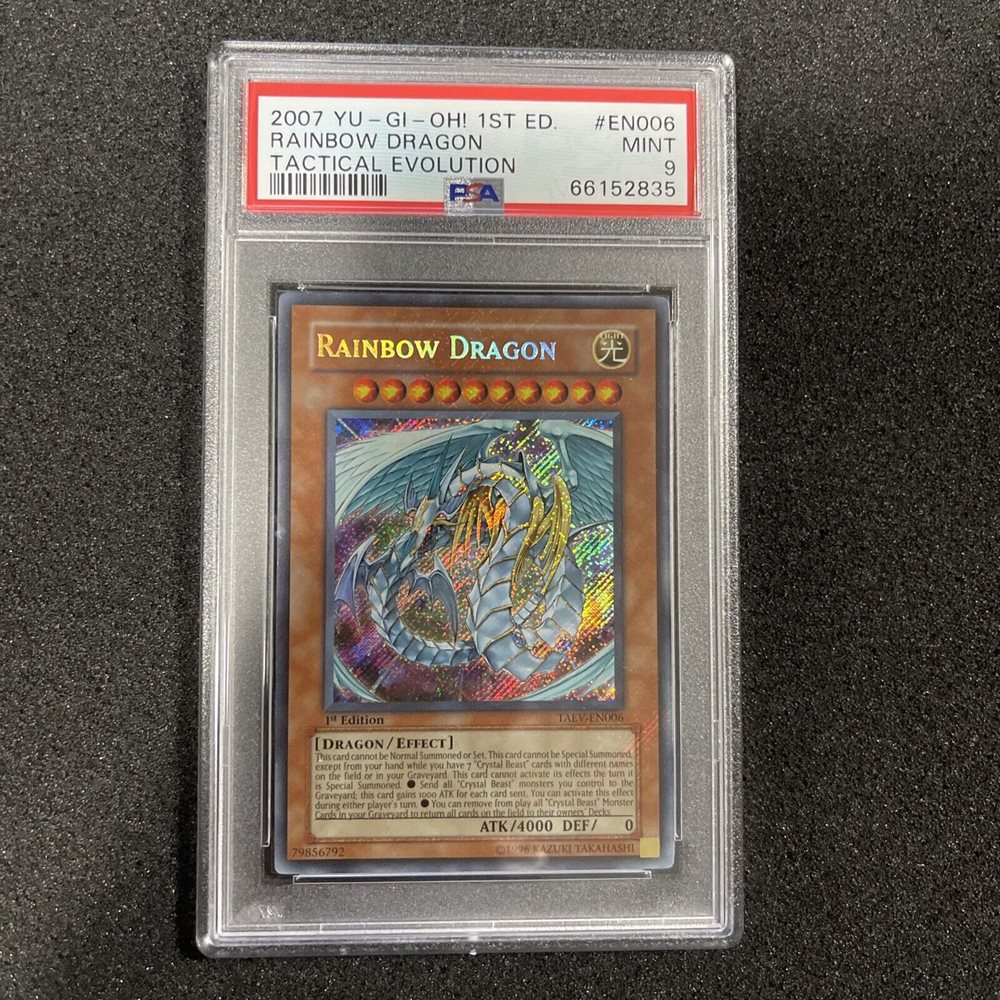 2007 YU-GI-OH! 1ST ED. #EN006
RAINBOW DRAGON MINT
TACTICAL EVOLUTION 9
PSA 66152835
RAINBOW DRAGON
LIGHT
光
1st Edition TAEV-EN006
[DRAGON/EFFECT]
This card cannot be Normal Summoned or Set. This card cannot be Special Summoned
except from your hand while you have 7 "Crystal Beast" cards with different names
on the field or in your Graveyard. This card cannot activate its effects the turn it
is Special Summoned. ● Send all "Crystal Beast" monsters you control to the
Graveyard; this card gains 1000 ATK for each card sent. You can activate this effect
during either player's turn. ● You can remove from play all "Crystal Beast" Monster
Cards in your Graveyard to return all cards on the field to their owners' Decks.
ATK/4000 DEF/ 0
79856792 ©1996 KAZUKI TAKAHASHI